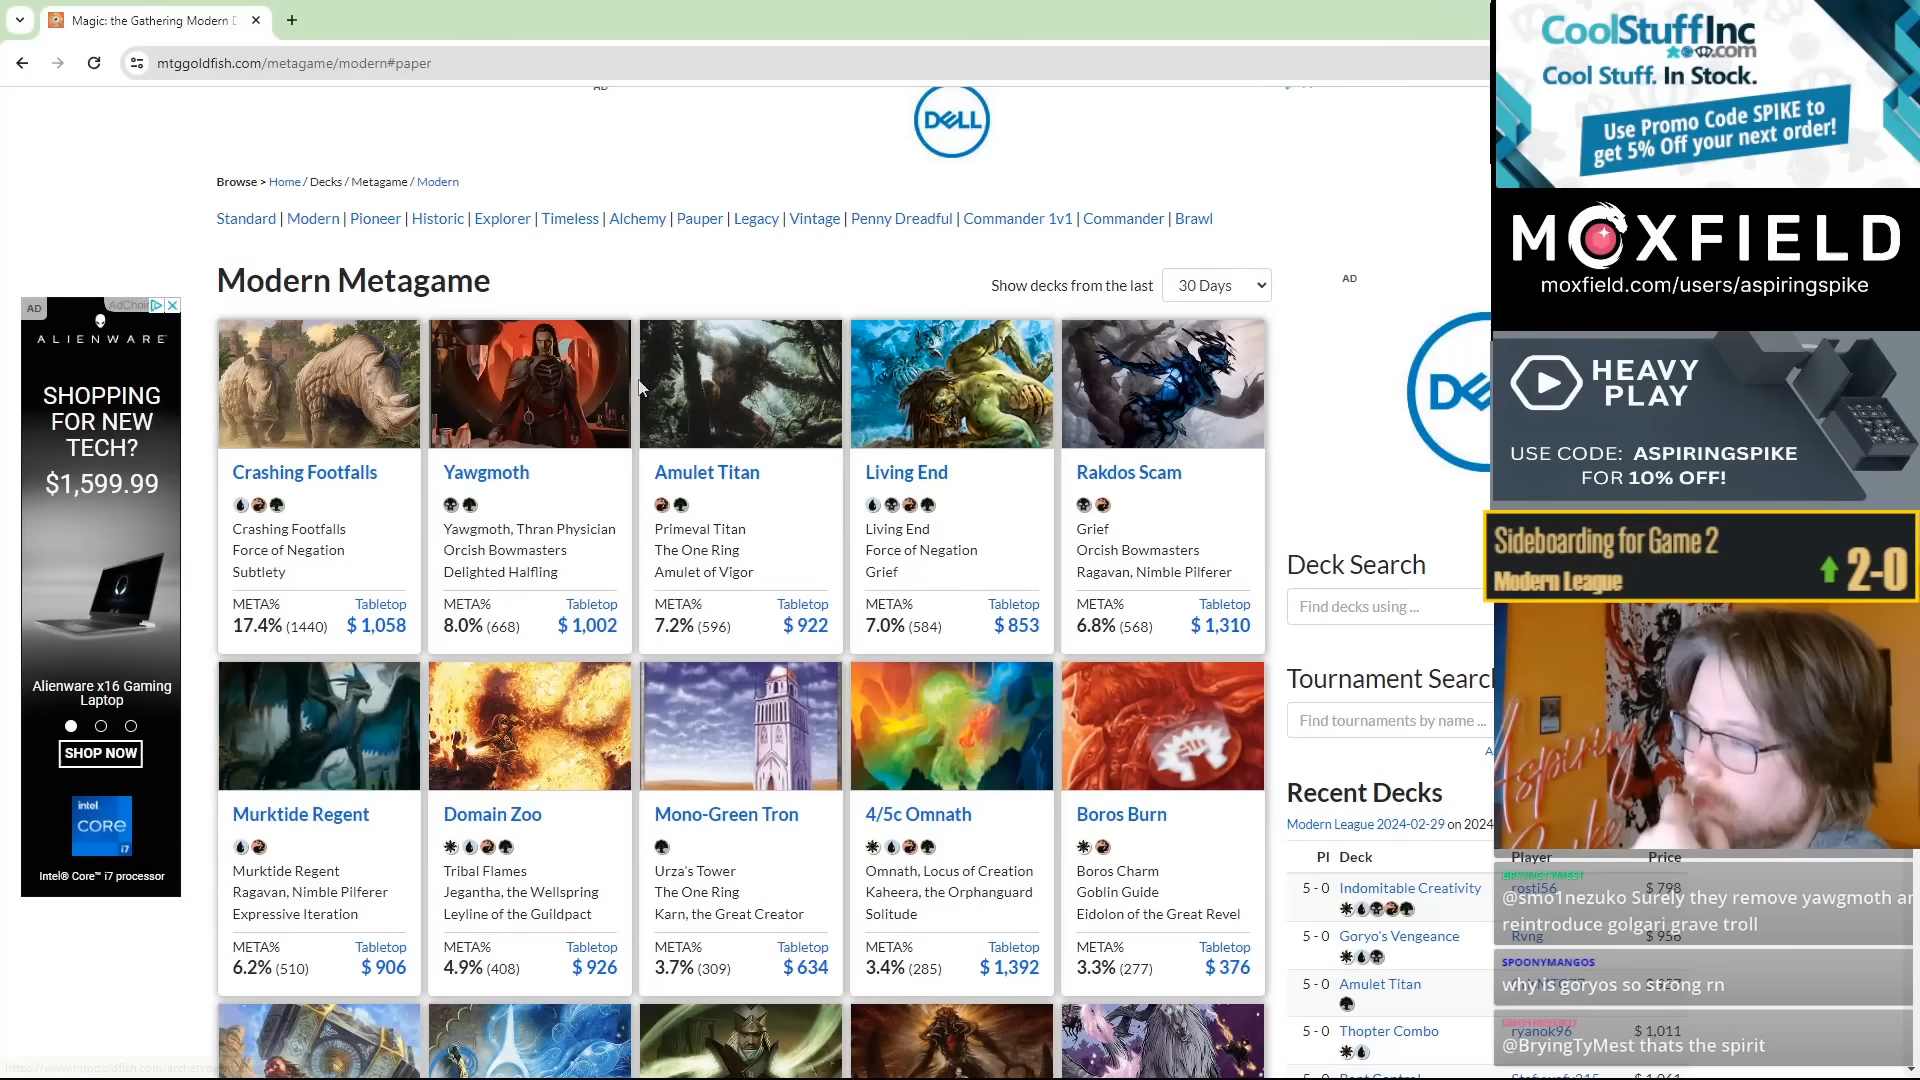 Magic: the Gathering Modern D
mtggoldfish.com/metagame/modern#paper
AD
DELL
Browse > Home / Decks / Metagame / Modern
Standard | Modern | Pioneer | Historic | Explorer | Timeless | Alchemy | Pauper | Legacy | Vintage | Penny Dreadful | Commander 1v1 | Commander | Brawl
Modern Metagame
Show decks from the last 30 Days
AD
AD
AdChoi
ALIENWARE
SHOPPING
FOR NEW
TECH?
$1,599.99
Alienware x16 Gaming
Laptop
SHOP NOW
intel
CORE
i7
Intel® Core™ i7 processor
Crashing Footfalls
Crashing Footfalls
Force of Negation
Subtlety
META% Tabletop
17.4% (1440) $ 1,058
Yawgmoth
Yawgmoth, Thran Physician
Orcish Bowmasters
Delighted Halfling
META% Tabletop
8.0% (668) $ 1,002
Amulet Titan
Primeval Titan
The One Ring
Amulet of Vigor
META% Tabletop
7.2% (596) $ 922
Living End
Living End
Force of Negation
Grief
META% Tabletop
7.0% (584) $ 853
Rakdos Scam
Grief
Orcish Bowmasters
Ragavan, Nimble Pilferer
META% Tabletop
6.8% (568) $ 1,310
Murktide Regent
Murktide Regent
Ragavan, Nimble Pilferer
Expressive Iteration
META% Tabletop
6.2% (510) $ 906
Domain Zoo
Tribal Flames
Jegantha, the Wellspring
Leyline of the Guildpact
META% Tabletop
4.9% (408) $ 926
Mono-Green Tron
Urza's Tower
The One Ring
Karn, the Great Creator
META% Tabletop
3.7% (309) $ 634
4/5c Omnath
Omnath, Locus of Creation
Kaheera, the Orphanguard
Solitude
META% Tabletop
3.4% (285) $ 1,392
Boros Burn
Boros Charm
Goblin Guide
Eidolon of the Great Revel
META% Tabletop
3.3% (277) $ 376
Deck Search
Find decks using ...
Tournament Searc
Find tournaments by name ...
Recent Decks
Modern League 2024-02-29 on 2024
Pl Deck Player Price
5 - 0 Indomitable Creativity rosti56 $ 798
5 - 0 Goryo's Vengeance Rvng $ 956
5 - 0 Amulet Titan
5 - 0 Thopter Combo ryanok96 $ 1,011
CoolStuffInc
.com
Cool Stuff. In Stock.
Use Promo Code SPIKE to
get 5% Off your next order!
MOXFIELD
moxfield.com/users/aspiringspike
HEAVY
PLAY
USE CODE: ASPIRINGSPIKE
FOR 10% OFF!
Sideboarding for Game 2
Modern League
2-0
Aspiring
Spike
BRYINGTYMEST
@smo1nezuko Surely they remove yawgmoth an
reintroduce golgari grave troll
SPOONYMANGOS
why is goryos so strong rn
@BryingTyMest thats the spirit